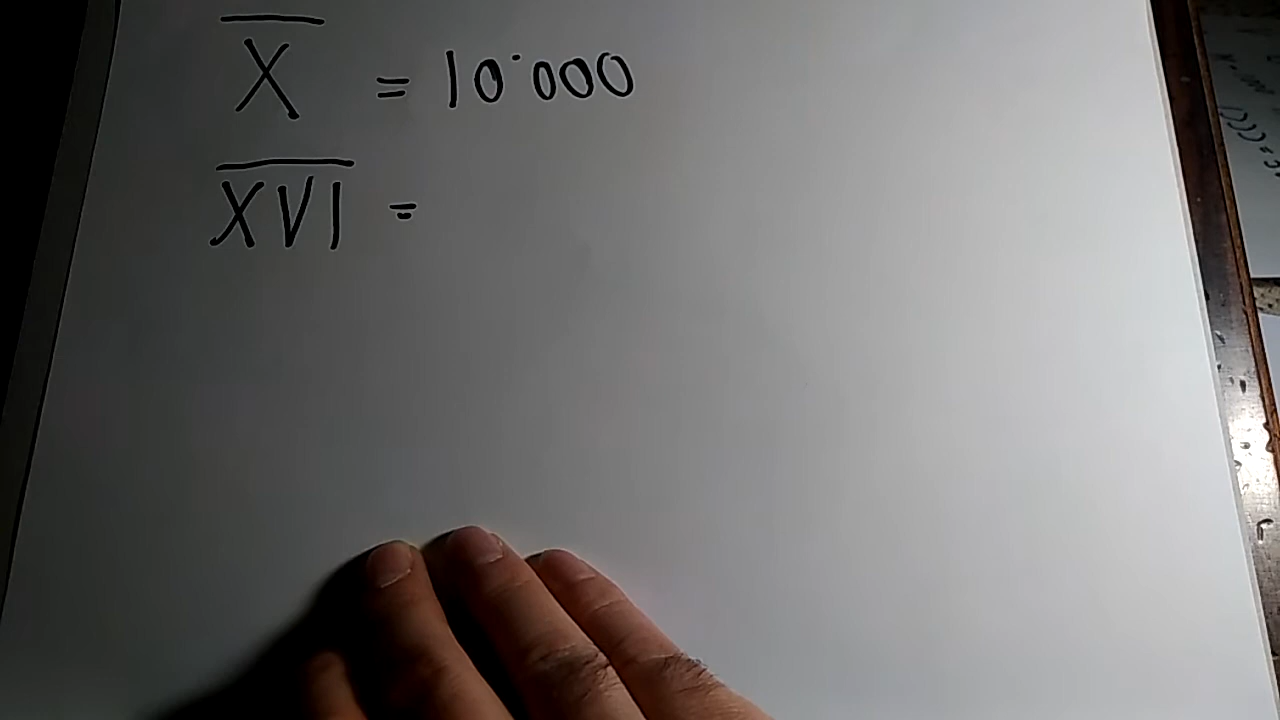 X̅ = 10˙000
X̅V̅I̅ =